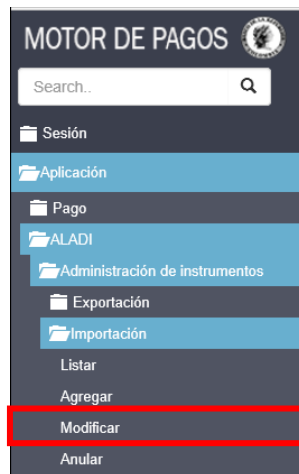 MOTOR DE PAGOS
Search..
Sesión
Aplicación
Pago
ALADI
Administración de instrumentos
Exportación
Importación
Listar
Agregar
Modificar
Anular